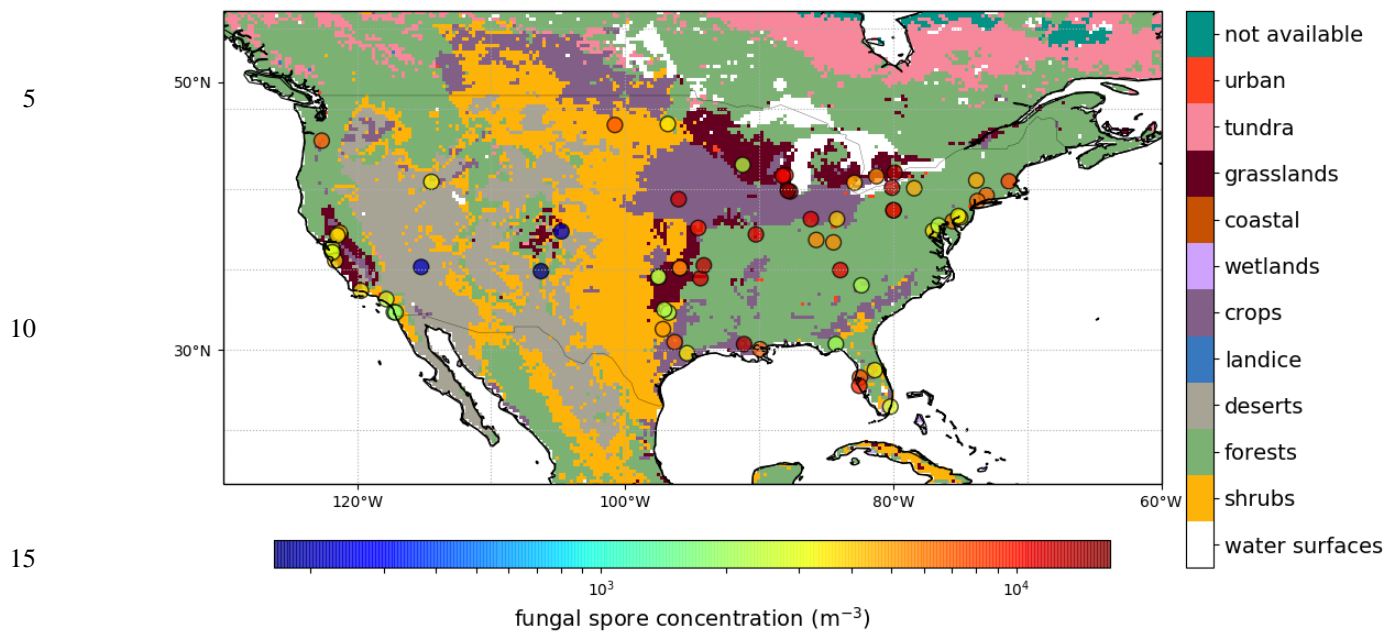 5
10
15
50°N
30°N
120°W
100°W
80°W
60°W
not available
urban
tundra
grasslands
coastal
wetlands
crops
landice
deserts
forests
shrubs
water surfaces
10³
10⁴
fungal spore concentration (m⁻³)